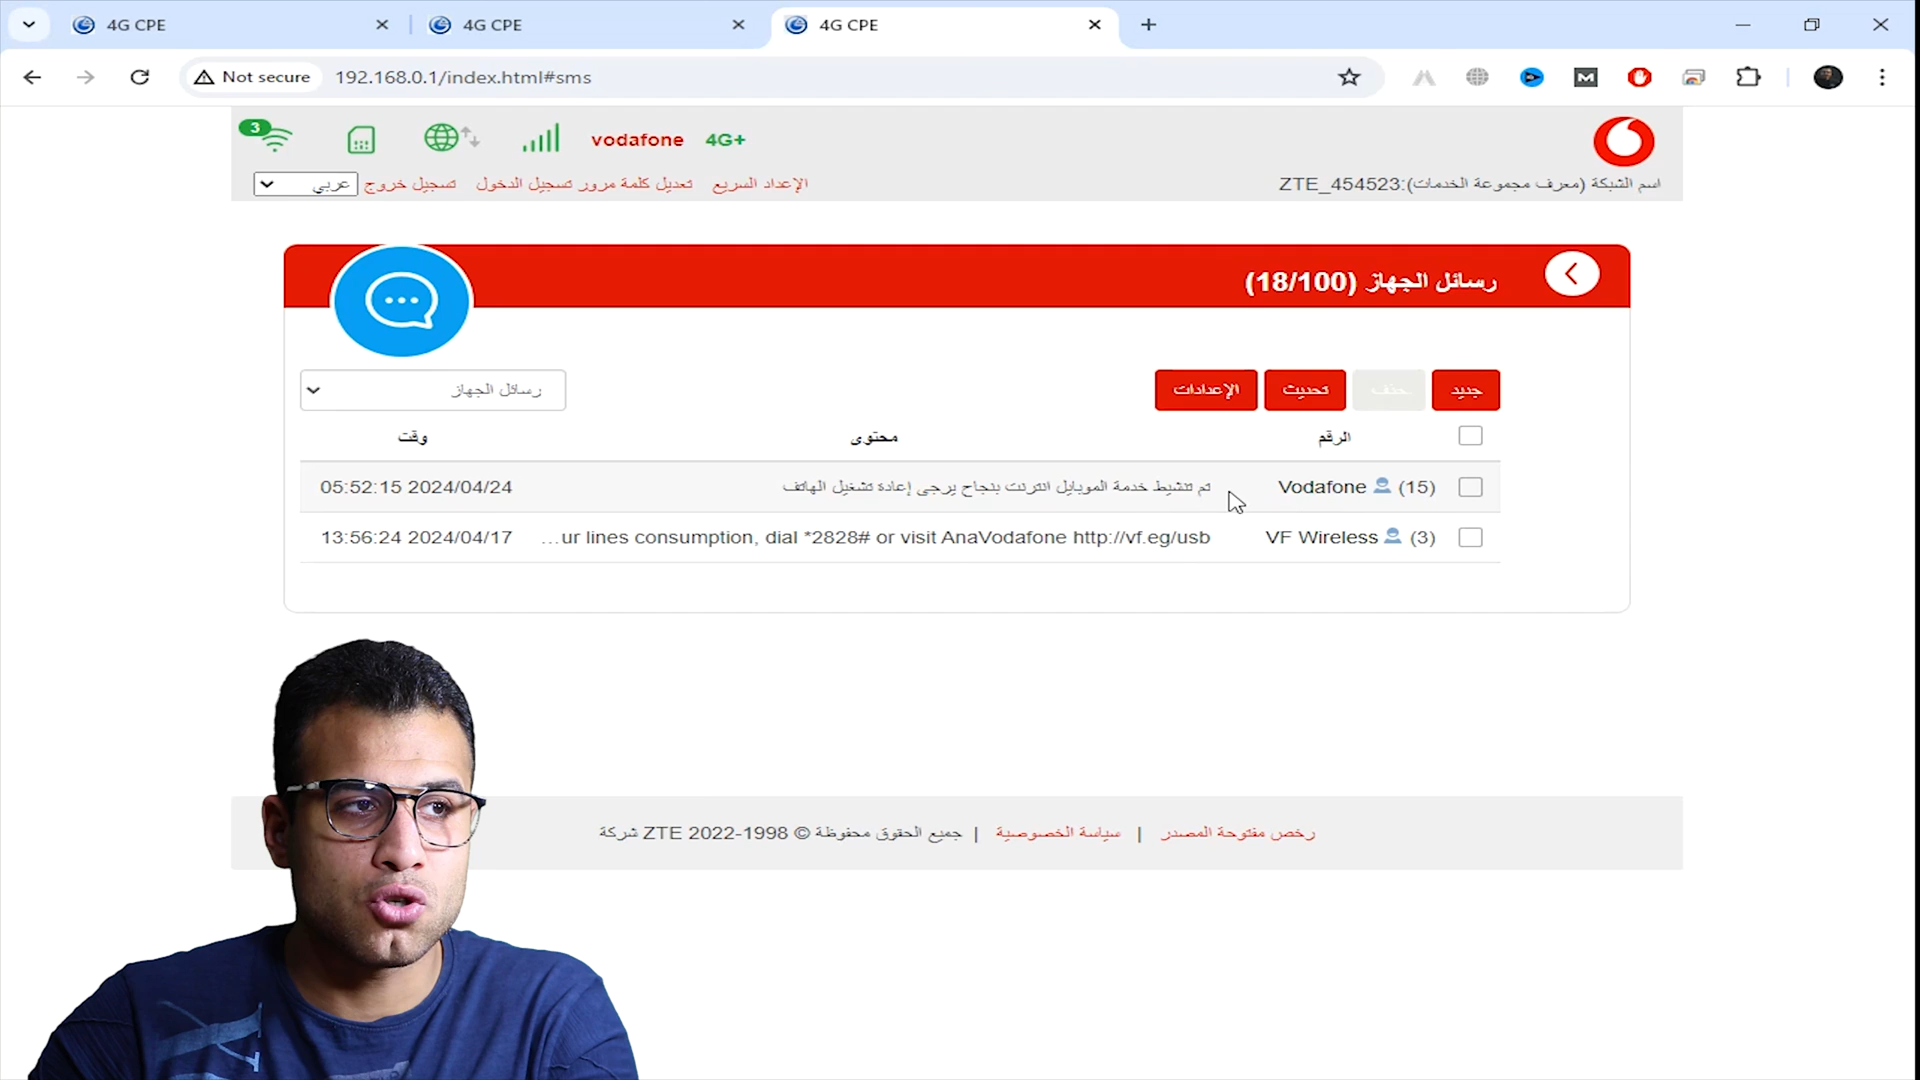 4G CPE
4G CPE
4G CPE
Not secure
192.168.0.1/index.html#sms
3
vodafone
4G+
اسم الشبكة (معرف مجموعة الخدمات):ZTE_454523
الإعداد السريع
تعديل كلمة مرور تسجيل الدخول
تسجيل خروج
عربي
رسائل الجهاز (18/100)
جديد
حذف
تحديث
الإعدادات
رسائل الجهاز
الرقم
محتوى
وقت
Vodafone (15)
تم تنشيط خدمة الموبايل انترنت بنجاح يرجى إعادة تشغيل الهاتف
05:52:15 2024/04/24
VF Wireless (3)
...ur lines consumption, dial *2828# or visit AnaVodafone http://vf.eg/usb
13:56:24 2024/04/17
رخص مفتوحة المصدر | سياسة الخصوصية | جميع الحقوق محفوظة © 1998-2022 ZTE شركة